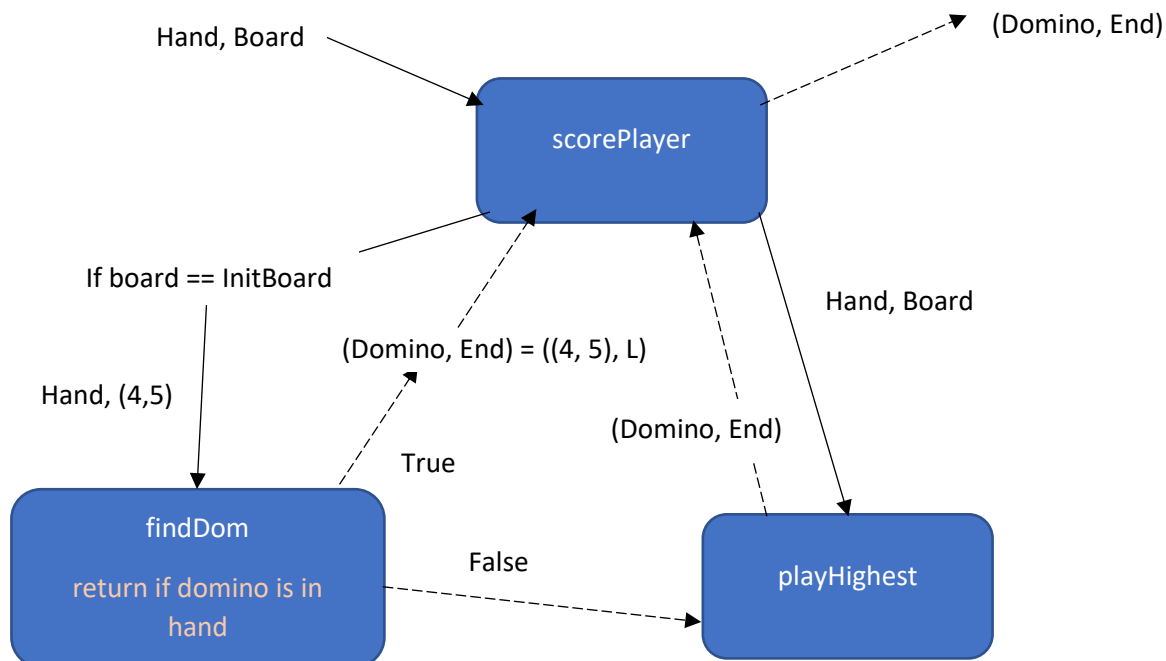 Hand, Board
(Domino, End)
scorePlayer
If board == InitBoard
Hand, Board
(Domino, End) = ((4, 5), L)
Hand, (4,5)
(Domino, End)
True
findDom
return if domino is in
hand
False
playHighest